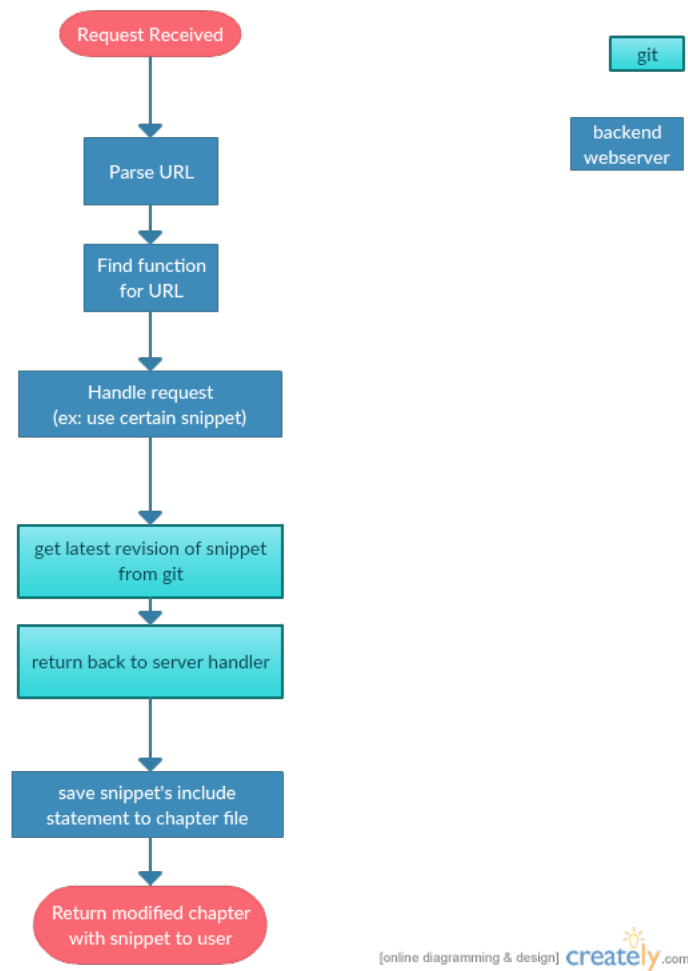 Request Received
git
backend
webserver
Parse URL
Find function
for URL
Handle request
(ex: use certain snippet)
get latest revision of snippet
from git
return back to server handler
save snippet's include
statement to chapter file
Return modified chapter
with snippet to user
[online diagramming & design] creately.com